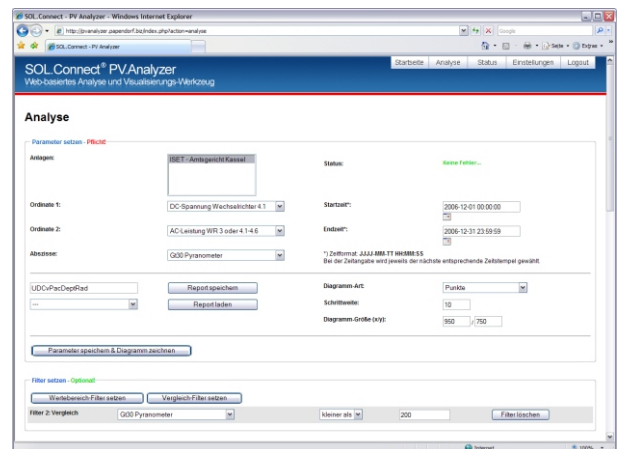 SOL.Connect - PV Analyzer - Windows Internet Explorer
http://pvanalyzer.papendorf.biz/index.php?action=analyse
Google
SOL.Connect - PV Analyzer
Seite
Extras
SOL.Connect® PV.Analyzer
Web-basiertes Analyse und Visualisierungs-Werkzeug
Startseite Analyse Status Einstellungen Logout
Analyse
Parameter setzen - Pflicht!
Anlagen: ISET - Amtsgericht Kassel Status: Keine Fehler...
Ordinate 1: DC-Spannung Wechselrichter 4.1 Startzeit*: 2006-12-01 00:00:00
Ordinate 2: AC-Leistung WR 3 oder 4.1-4.6 Endzeit*: 2006-12-31 23:59:59
Abszisse: Gt30 Pyranometer *) Zeitformat: JJJJ-MM-TT HH:MM:SS
Bei der Zeitangabe wird jeweils der nächste entsprechende Zeitstempel gewählt.
UDCvPacDeptRad Report speichern Diagramm-Art: Punkte
--- Report laden Schrittweite: 10
Diagramm-Größe (x/y): 950 / 750
Parameter speichern & Diagramm zeichnen
Filter setzen - Optional!
Wertebereich-Filter setzen Vergleich-Filter setzen
Filter 2: Vergleich Gt30 Pyranometer kleiner als 200 Filter löschen
Internet 100%